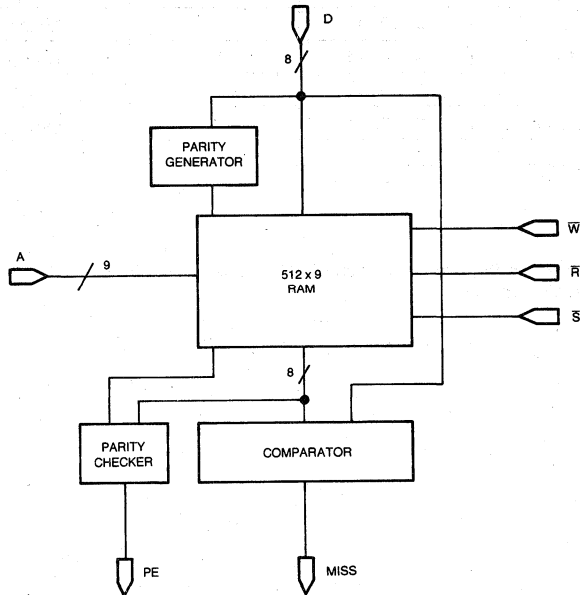 D
8
PARITY
GENERATOR
A
9
512 x 9
RAM
W̅
R̅
S̅
8
PARITY
CHECKER
COMPARATOR
PE
MISS